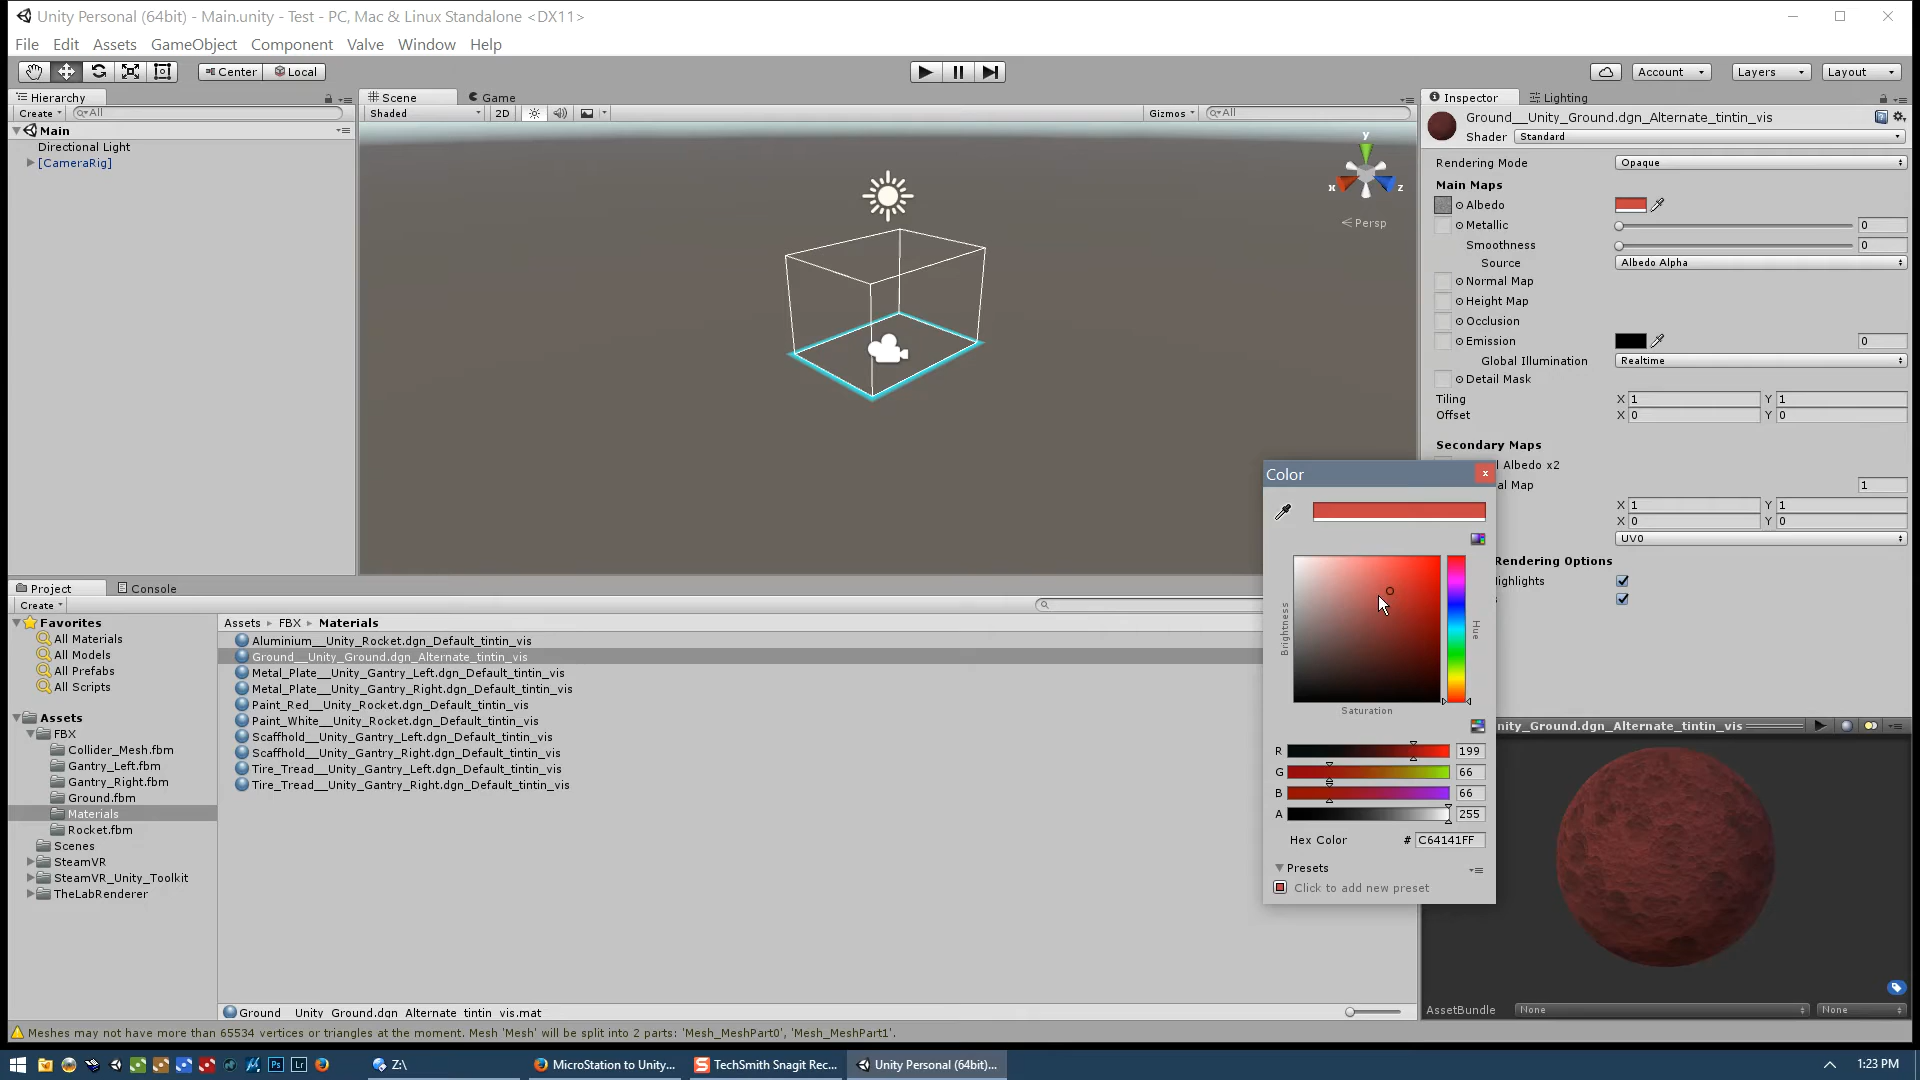 Unity Personal (64bit) - Main.unity - Test - PC, Mac & Linux Standalone <DX11>
File Edit Assets GameObject Component Valve Window Help
Center Local Account Layers Layout
Hierarchy Scene Game Inspector Lighting
Create All Shaded 2D Gizmos All
Main
Directional Light
[CameraRig]
y
x
z
Persp
Ground__Unity_Ground.dgn_Alternate_tintin_vis
Shader Standard
Rendering Mode Opaque
Main Maps
Albedo
Metallic 0
Smoothness 0
Source Albedo Alpha
Normal Map
Height Map
Occlusion
Emission 0
Global Illumination Realtime
Detail Mask
Tiling X 1 Y 1
Offset X 0 Y 0
Secondary Maps
l Albedo x2
al Map 1
X 1 Y 1
X 0 Y 0
UV0
Rendering Options
ighlights
s
Color
Brightness
Hue
Saturation
R 199
G 66
B 66
A 255
Hex Color # C64141FF
Presets
Click to add new preset
nity_Ground.dgn_Alternate_tintin_vis
AssetBundle None None
Project Console
Create
Favorites
All Materials
All Models
All Prefabs
All Scripts
Assets
FBX
Collider_Mesh.fbm
Gantry_Left.fbm
Gantry_Right.fbm
Ground.fbm
Materials
Rocket.fbm
Scenes
SteamVR
SteamVR_Unity_Toolkit
TheLabRenderer
Assets FBX Materials
Aluminium__Unity_Rocket.dgn_Default_tintin_vis
Ground__Unity_Ground.dgn_Alternate_tintin_vis
Metal_Plate__Unity_Gantry_Left.dgn_Default_tintin_vis
Metal_Plate__Unity_Gantry_Right.dgn_Default_tintin_vis
Paint_Red__Unity_Rocket.dgn_Default_tintin_vis
Paint_White__Unity_Rocket.dgn_Default_tintin_vis
Scaffhold__Unity_Gantry_Left.dgn_Default_tintin_vis
Scaffhold__Unity_Gantry_Right.dgn_Default_tintin_vis
Tire_Tread__Unity_Gantry_Left.dgn_Default_tintin_vis
Tire_Tread__Unity_Gantry_Right.dgn_Default_tintin_vis
Ground__Unity_Ground.dgn_Alternate_tintin_vis.mat
Meshes may not have more than 65534 vertices or triangles at the moment. Mesh 'Mesh' will be split into 2 parts: 'Mesh_MeshPart0', 'Mesh_MeshPart1'.
Ps Lr Z:\ MicroStation to Unity... TechSmith Snagit Rec... Unity Personal (64bit)... 1:23 PM